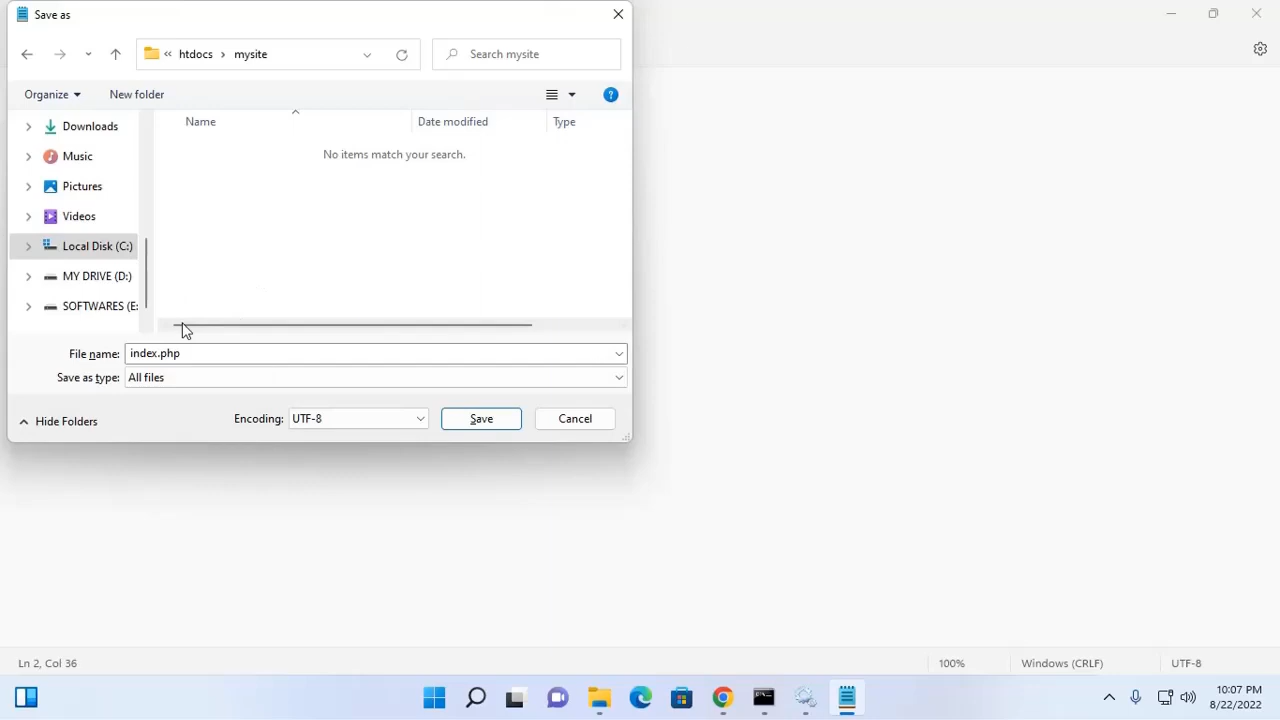 Save as
« htdocs > mysite
Search mysite
Organize
New folder
?
Name
Date modified
Type
Downloads
No items match your search.
Music
Pictures
Videos
Local Disk (C:)
MY DRIVE (D:)
SOFTWARES (E:
File name: index.php
Save as type: All files
Hide Folders
Encoding: UTF-8
Save
Cancel
Ln 2, Col 36
100%
Windows (CRLF)
UTF-8
10:07 PM
8/22/2022